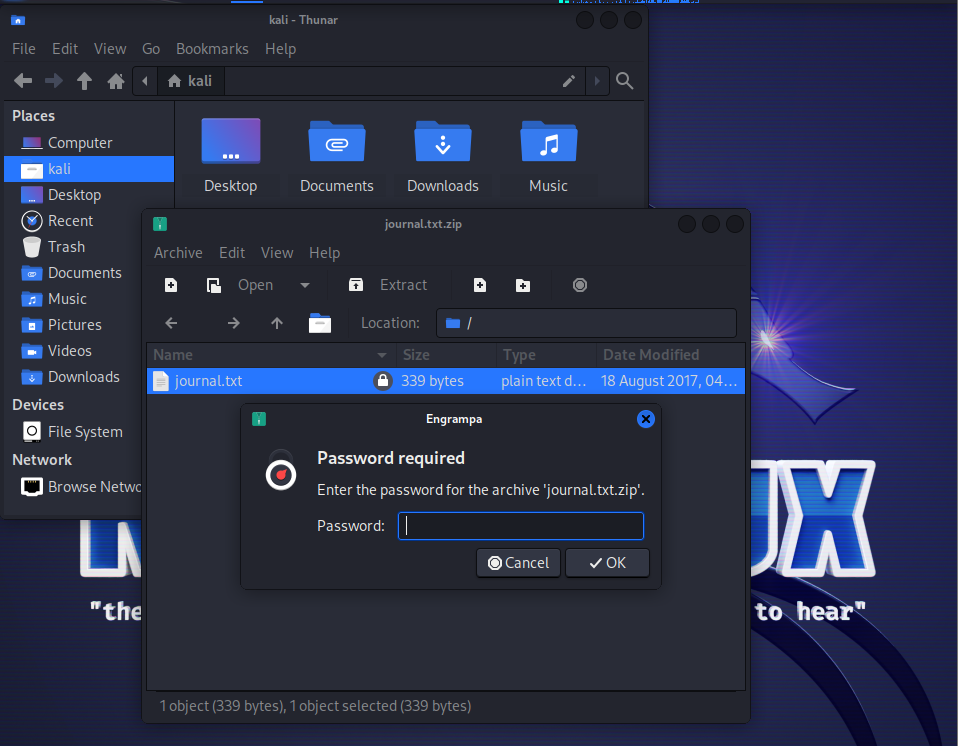 kali - Thunar
File Edit View Go Bookmarks Help
kali
Places
Computer
kali
Desktop
Recent
Trash
Documents
Music
Pictures
Videos
Downloads
Devices
File System
Network
Browse Netwo
Desktop Documents Downloads Music
journal.txt.zip
Archive Edit View Help
Open Extract
Location: /
Name Size Type Date Modified
journal.txt 339 bytes plain text d... 18 August 2017, 04...
Engrampa
Password required
Enter the password for the archive 'journal.txt.zip'.
Password:
Cancel OK
1 object (339 bytes), 1 object selected (339 bytes)
UX
"the
to hear"